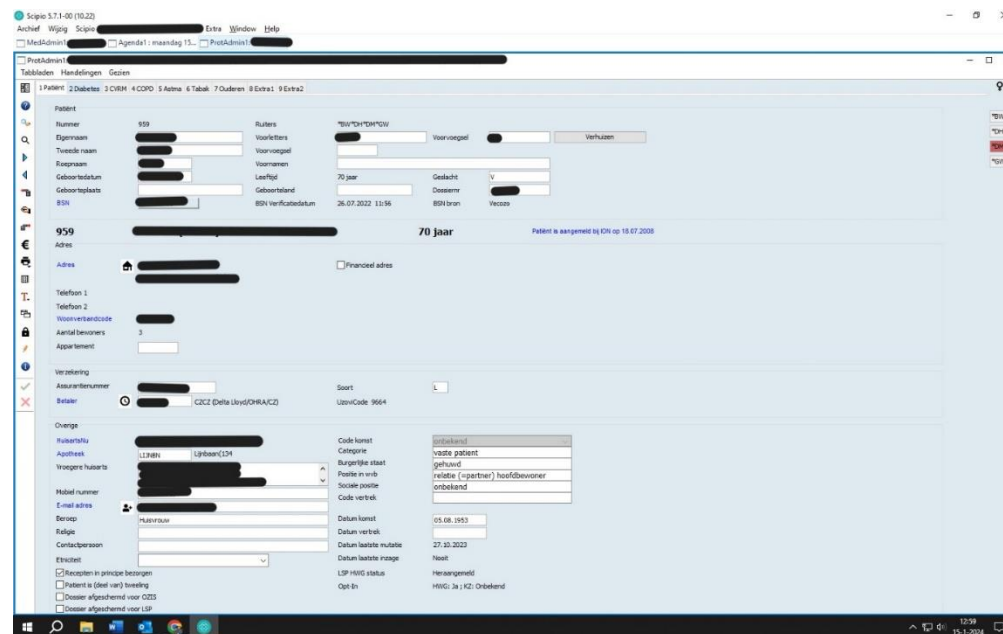 Scipio 5.7.1-00 (10.22)
Archief Wijzig Scipio Extra Window Help
MedAdmin1 Agenda1 : maandag 15... ProtAdmin1:
ProtAdmin1:
Tabbladen Handelingen Gezien
1 Patiënt 2 Diabetes 3 CVRM 4 COPD 5 Astma 6 Tabak 7 Ouderen 8 Extra1 9 Extra2
Patiënt
Nummer 959 Ruiters *BW*DH*DM*GW
Eigennaam Voorletters Voorvoegsel Verhuizen
Tweede naam Voorvoegsel
Roepnaam Voornamen
Geboortedatum Leeftijd 70 jaar Geslacht V
Geboorteplaats Geboorteland Dossiernr
BSN BSN Verificatiedatum 26.07.2022 11:56 BSN bron Vecozo
*BW
*DH
*DM
*GW
959 70 jaar Patiënt is aangemeld bij ION op 18.07.2008
Adres
Adres Financieel adres
Telefoon 1
Telefoon 2
Woonverbandcode
Aantal bewoners 3
Appartement
Verzekering
Assurantienummer Soort L
Betaler CZCZ (Delta Lloyd/OHRA/CZ) UzoviCode 9664
Overige
HuisartsNu Code komst onbekend
Apotheek LIJNBN Lijnbaan(134 Categorie vaste patient
Vroegere huisarts Burgerlijke staat gehuwd
Positie in wvb relatie (=partner) hoofdbewoner
Sociale positie onbekend
Mobiel nummer Code vertrek
E-mail adres
Beroep Huisvrouw Datum komst 05.08.1953
Religie Datum vertrek
Contactpersoon Datum laatste mutatie 27.10.2023
Etniciteit Datum laatste inzage Nooit
Recepten in principe bezorgen LSP HWG status Heraangemeld
Patient is (deel van) tweeling Opt-In HWG: Ja ; KZ: Onbekend
Dossier afgeschermd voor OZIS
Dossier afgeschermd voor LSP
12:59
15-1-2024